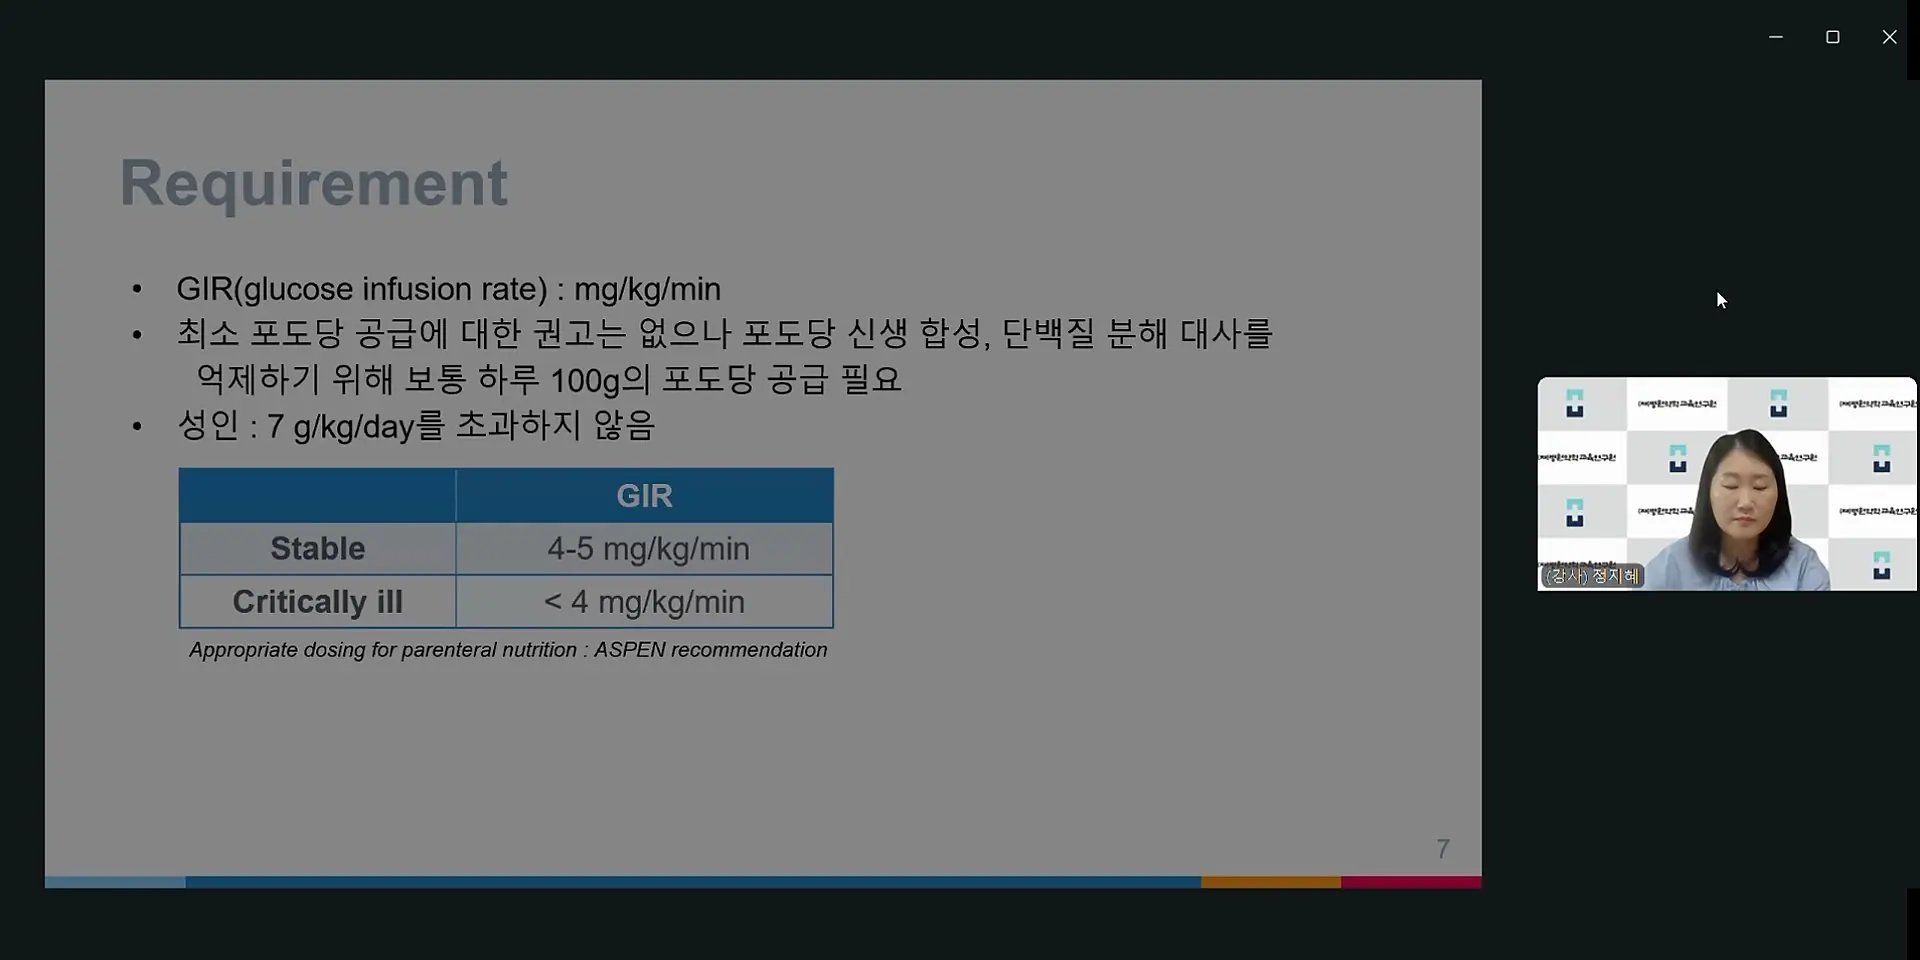 Requirement
• GIR(glucose infusion rate) : mg/kg/min
• 최소 포도당 공급에 대한 권고는 없으나 포도당 신생 합성, 단백질 분해 대사를
억제하기 위해 보통 하루 100g의 포도당 공급 필요
• 성인 : 7 g/kg/day를 초과하지 않음
GIR
Stable 4-5 mg/kg/min
Critically ill < 4 mg/kg/min
Appropriate dosing for parenteral nutrition : ASPEN recommendation
7
(강사) 정지혜